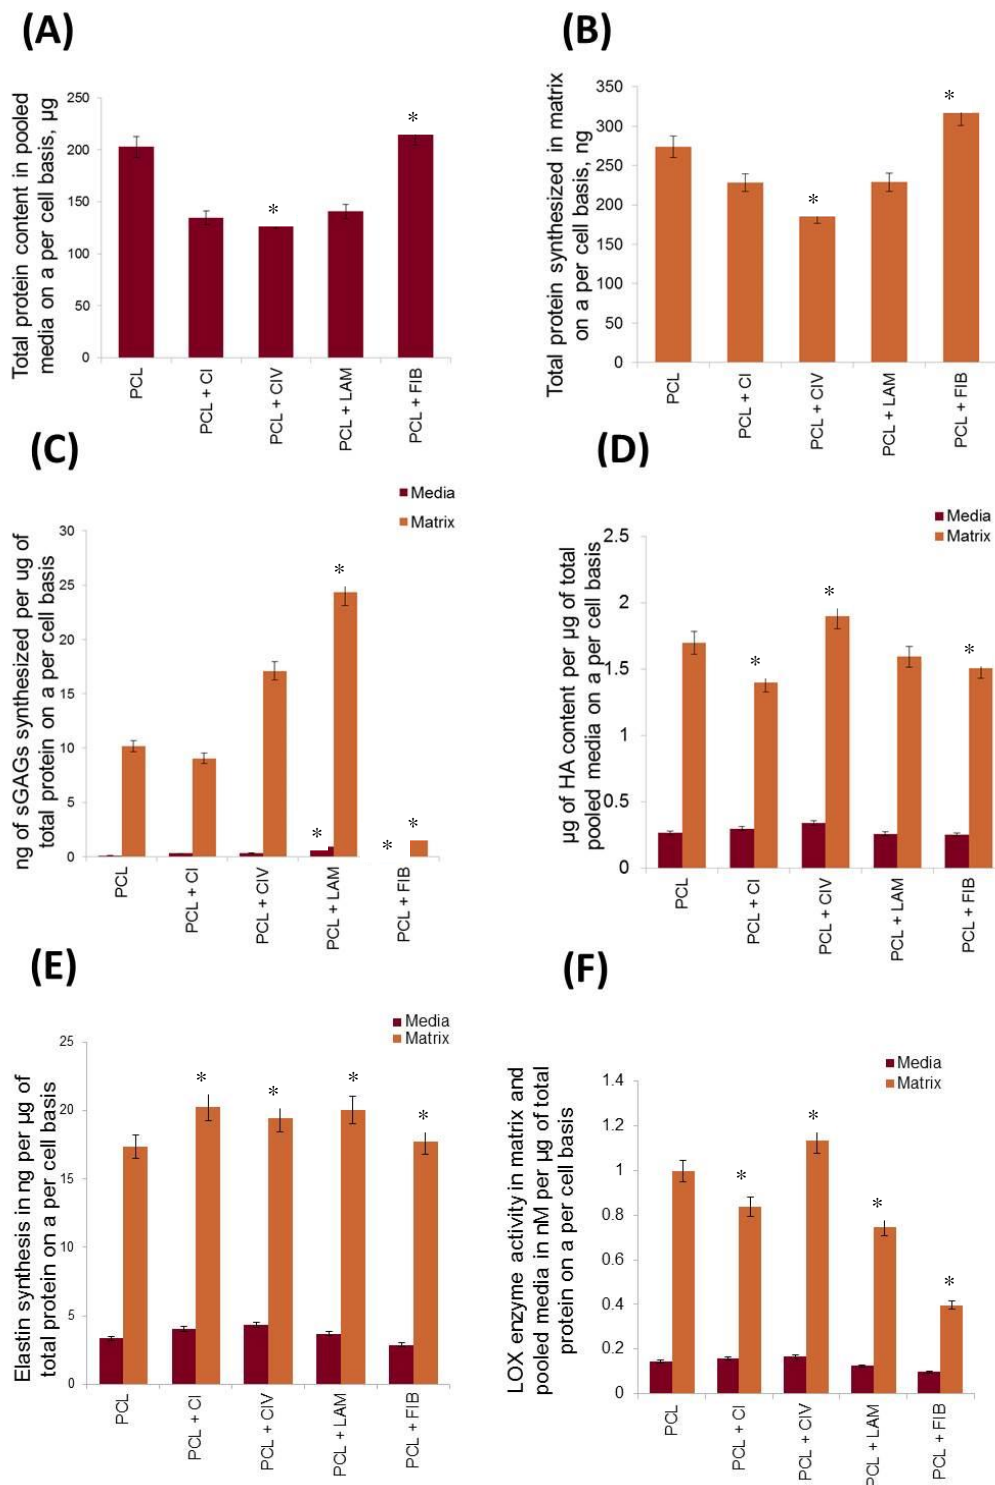 (A)
Total protein content in pooled
media on a per cell basis, µg
250
200
150
100
50
0
*
*
PCL
PCL + CI
PCL + CIV
PCL + LAM
PCL + FIB
(B)
Total protein synthesized in matrix
on a per cell basis, ng
350
300
250
200
150
100
50
0
*
*
PCL
PCL + CI
PCL + CIV
PCL + LAM
PCL + FIB
(C)
Media
Matrix
ng of sGAGs synthesized per ug of
total protein on a per cell basis
30
25
20
15
10
5
0
*
*
*
*
PCL
PCL + CI
PCL + CIV
PCL + LAM
PCL + FIB
(D)
Media
Matrix
µg of HA content per µg of total
pooled media on a per cell basis
2.5
2
1.5
1
0.5
0
*
*
*
PCL
PCL + CI
PCL + CIV
PCL + LAM
PCL + FIB
(E)
Media
Matrix
Elastin synthesis in ng per µg of
total protein on a per cell basis
25
20
15
10
5
0
*
*
*
*
PCL
PCL + CI
PCL + CIV
PCL + LAM
PCL + FIB
(F)
Media
Matrix
LOX enzyme activity in matrix and
pooled media in nM per µg of total
protein on a per cell basis
1.4
1.2
1
0.8
0.6
0.4
0.2
0
*
*
*
*
PCL
PCL + CI
PCL + CIV
PCL + LAM
PCL + FIB